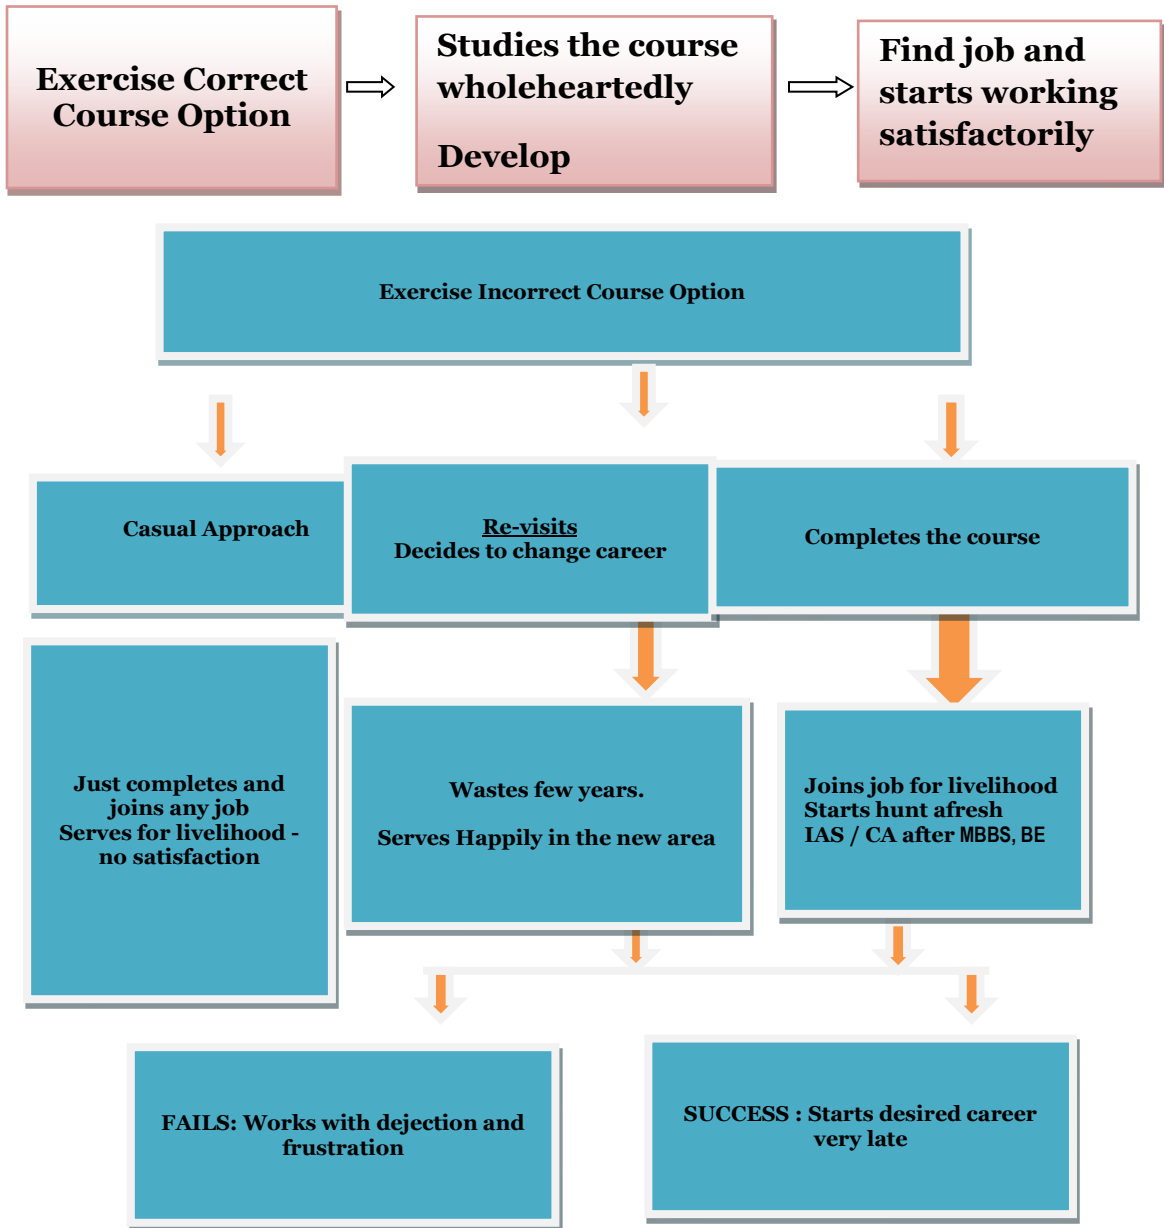 Exercise Correct
Course Option
Studies the course
wholeheartedly
Develop
Find job and
starts working
satisfactorily
Exercise Incorrect Course Option
Casual Approach
Re-visits
Decides to change career
Completes the course
Just completes and
joins any job
Serves for livelihood -
no satisfaction
Wastes few years.
Serves Happily in the new area
Joins job for livelihood
Starts hunt afresh
IAS / CA after MBBS, BE
FAILS: Works with dejection and
frustration
SUCCESS : Starts desired career
very late